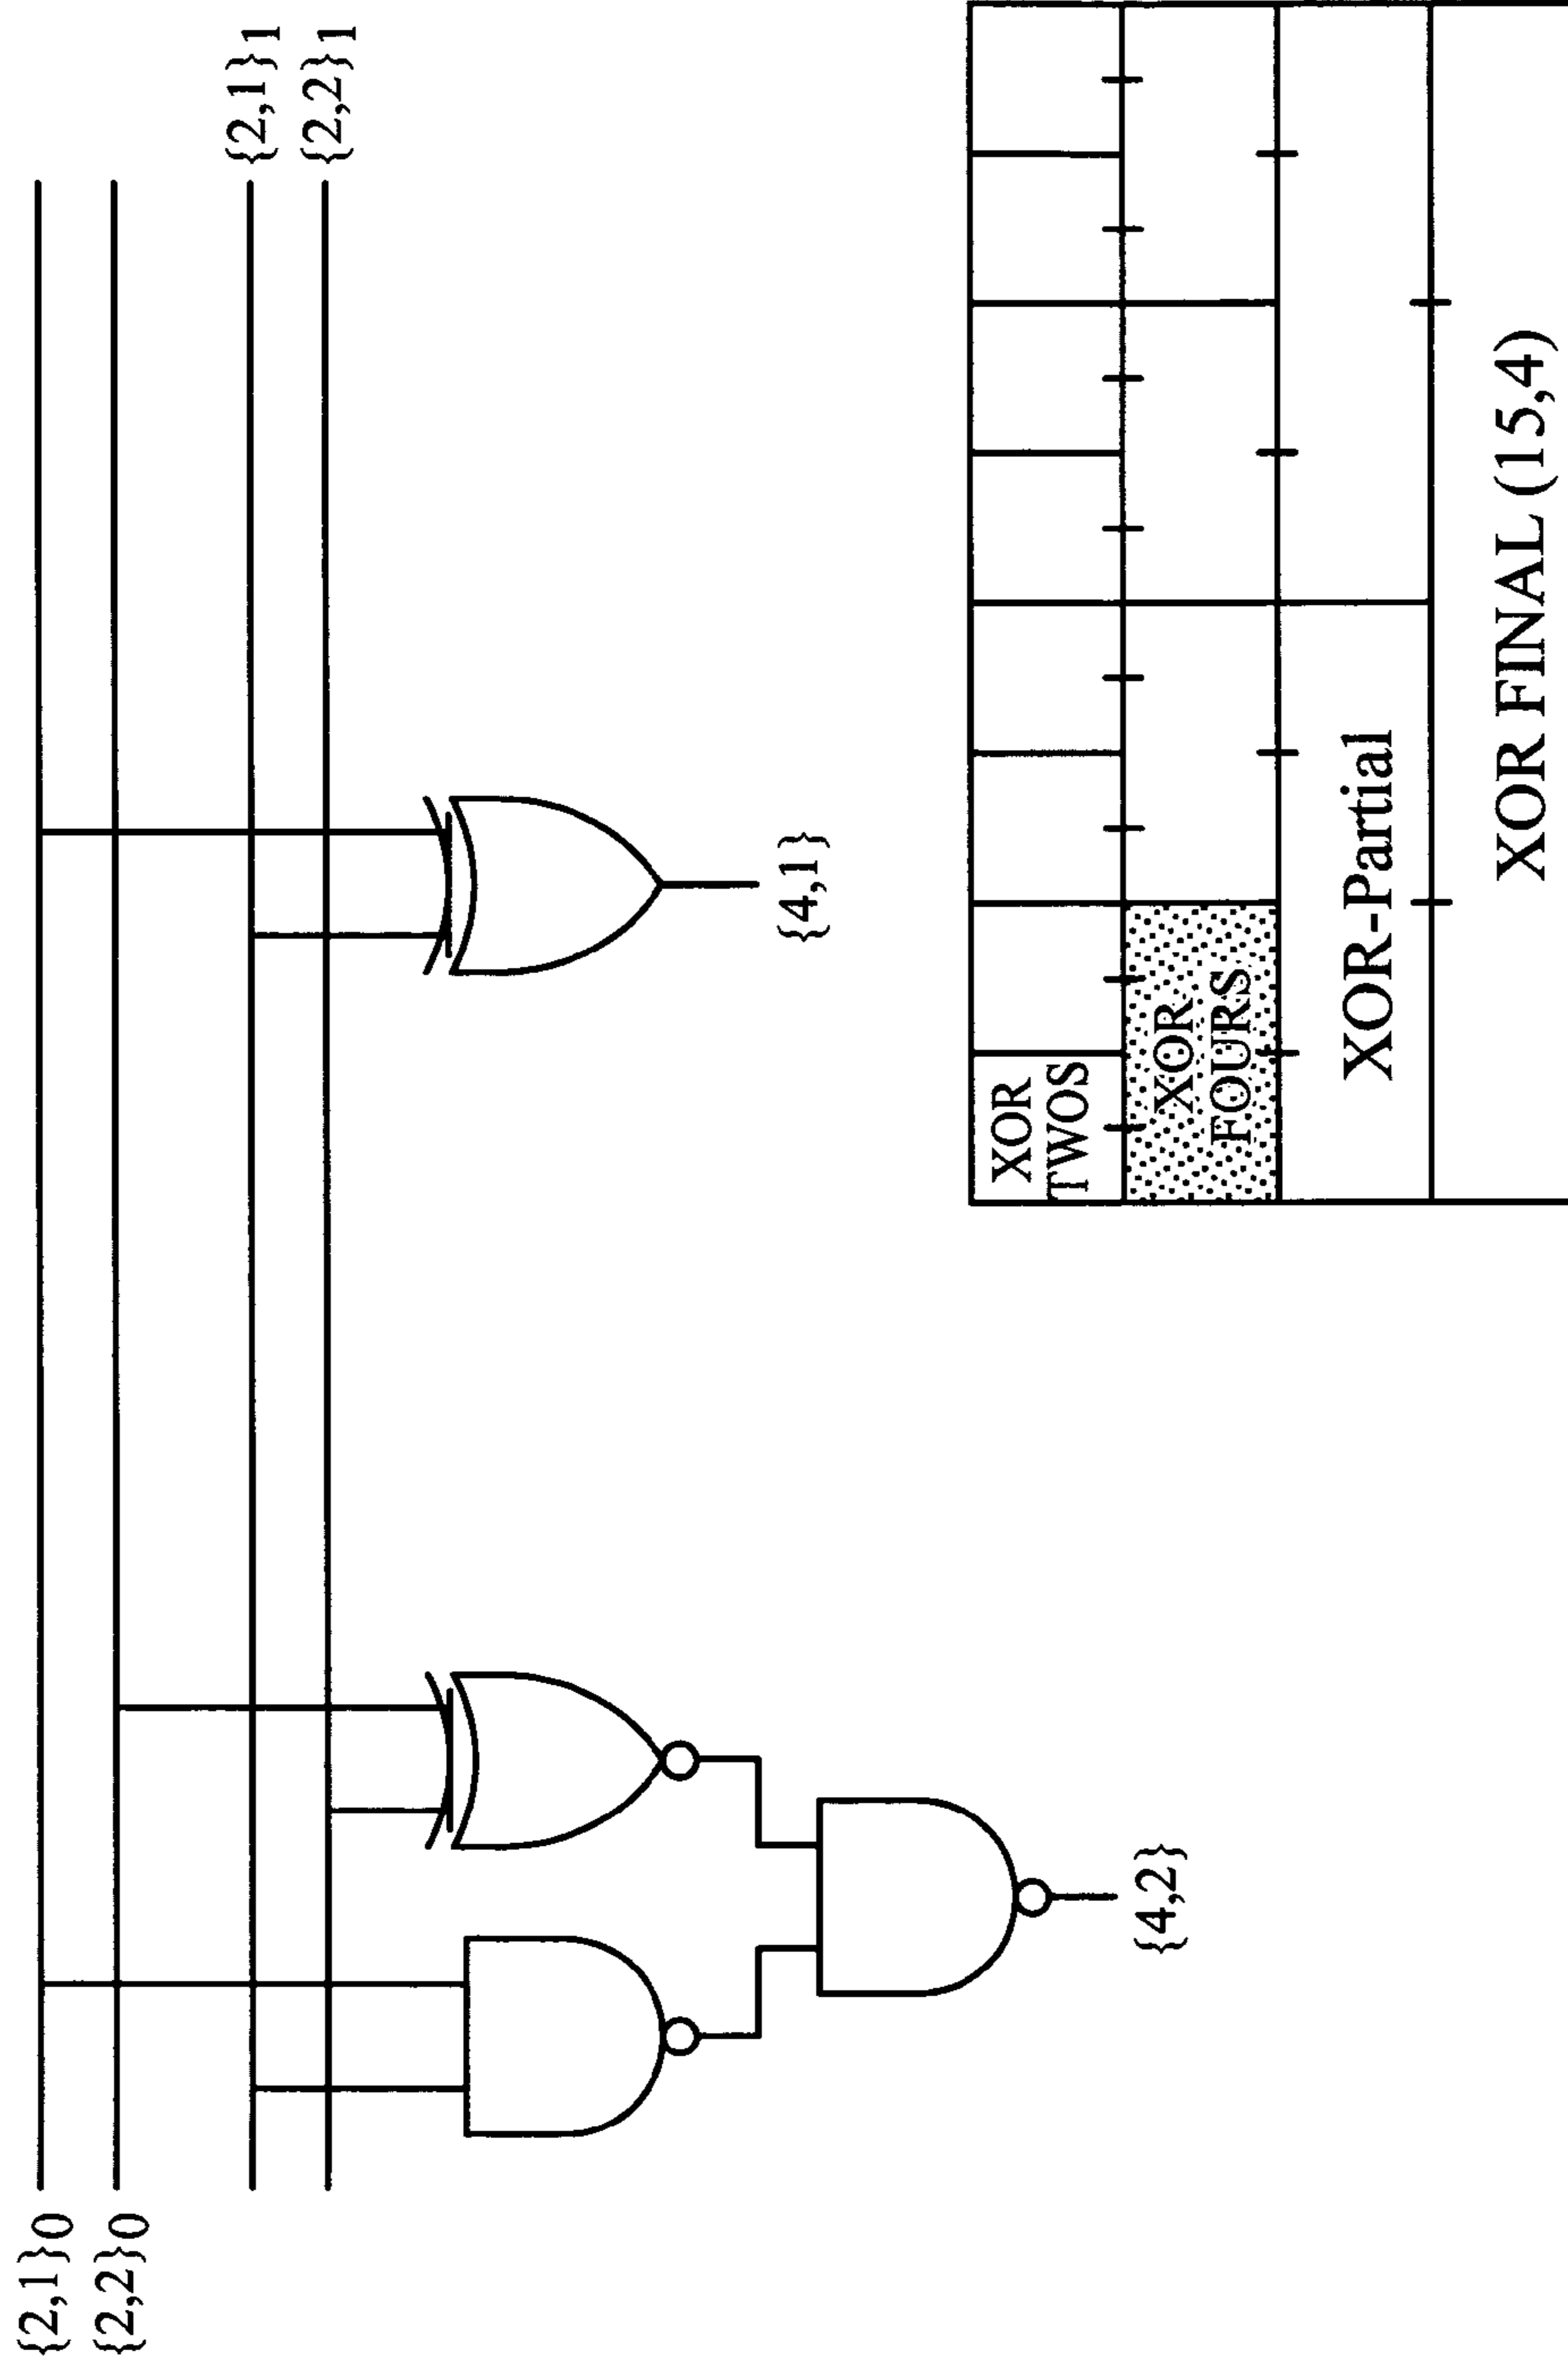 {2,1}0
{2,2}0
{2,1}1
{2,2}1
{4,2}
{4,1}
XOR
TWOS
XOR
FOURS
XOR-Partial
XOR FINAL (15,4)